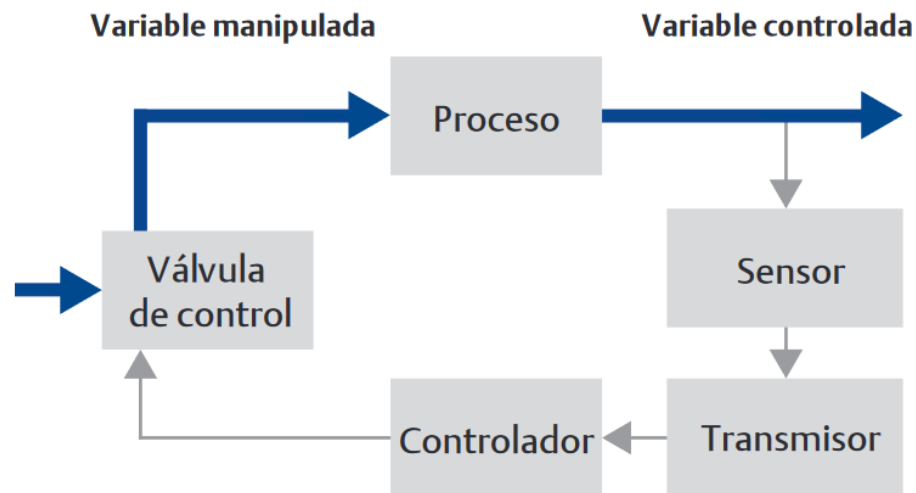 Variable manipulada
Variable controlada
Proceso
Válvula
de control
Sensor
Controlador
Transmisor